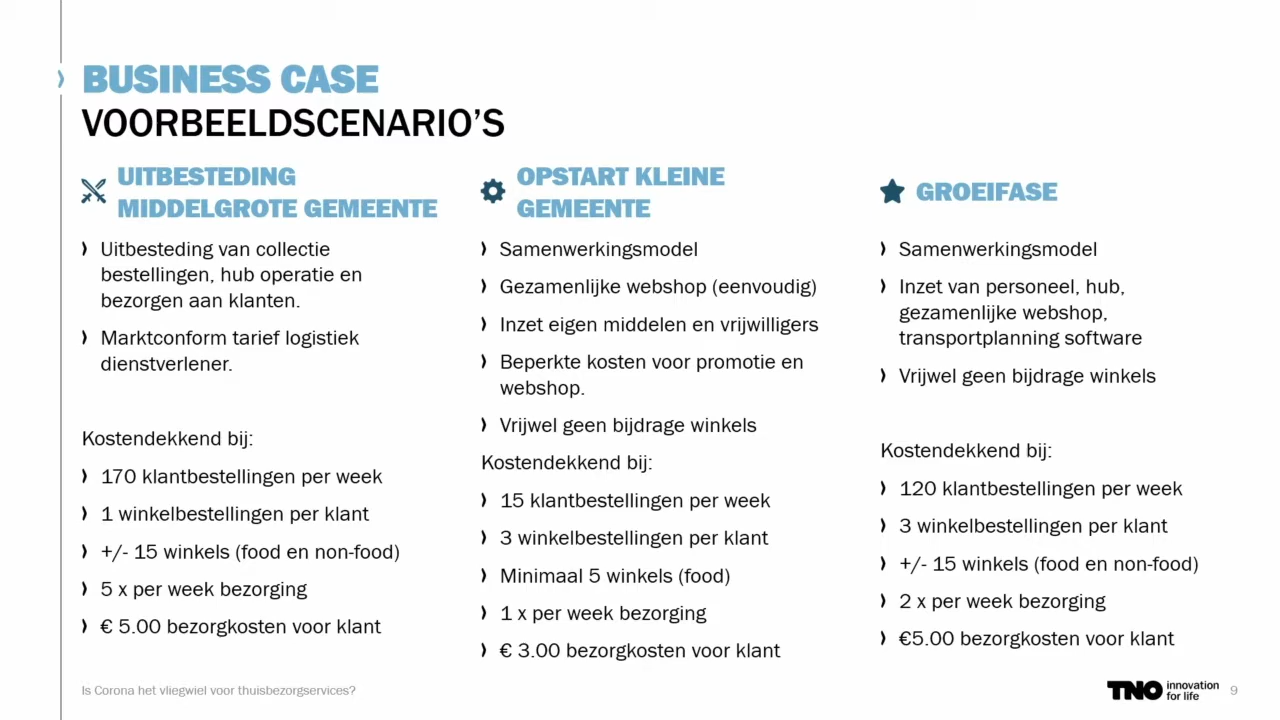 BUSINESS CASE
VOORBEELDSCENARIO'S
UITBESTEDING
MIDDELGROTE GEMEENTE
Uitbesteding van collectie
bestellingen, hub operatie en
bezorgen aan klanten.
Marktconform tarief logistiek
dienstverlener.
Kostendekkend bij:
170 klantbestellingen per week
1 winkelbestellingen per klant
+/- 15 winkels (food en non-food)
5 x per week bezorging
€ 5.00 bezorgkosten voor klant
OPSTART KLEINE
GEMEENTE
Samenwerkingsmodel
Gezamenlijke webshop (eenvoudig)
Inzet eigen middelen en vrijwilligers
Beperkte kosten voor promotie en
webshop.
Vrijwel geen bijdrage winkels
Kostendekkend bij:
15 klantbestellingen per week
3 winkelbestellingen per klant
Minimaal 5 winkels (food)
1 x per week bezorging
€ 3.00 bezorgkosten voor klant
GROEIFASE
Samenwerkingsmodel
Inzet van personeel, hub,
gezamenlijke webshop,
transportplanning software
Vrijwel geen bijdrage winkels
Kostendekkend bij:
120 klantbestellingen per week
3 winkelbestellingen per klant
+/- 15 winkels (food en non-food)
2 x per week bezorging
€5.00 bezorgkosten voor klant
Is Corona het vliegwiel voor thuisbezorgservices?
TNO innovation
for life
9